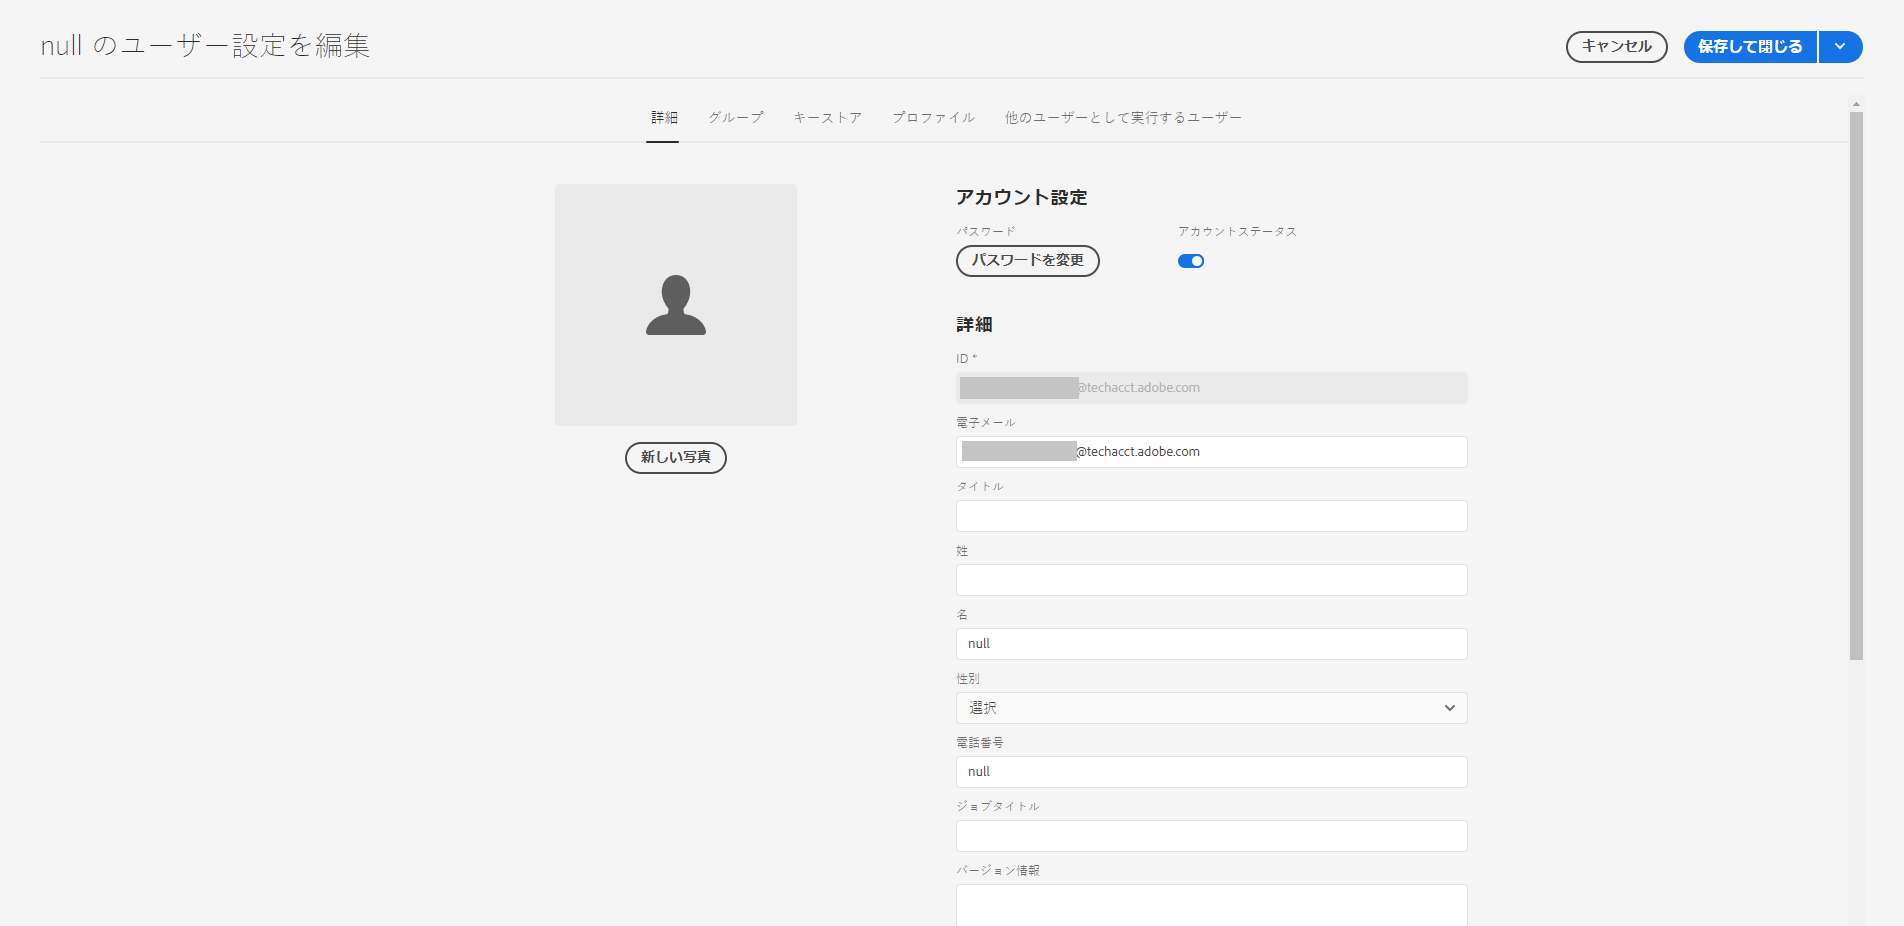 null のユーザー設定を編集
キャンセル
保存して閉じる
詳細
グループ
キーストア
プロファイル
他のユーザーとして実行するユーザー
アカウント設定
パスワード
アカウントステータス
パスワードを変更
詳細
ID *
@techacct.adobe.com
電子メール
@techacct.adobe.com
新しい写真
タイトル
姓
名
null
性別
選択
電話番号
null
ジョブタイトル
バージョン情報